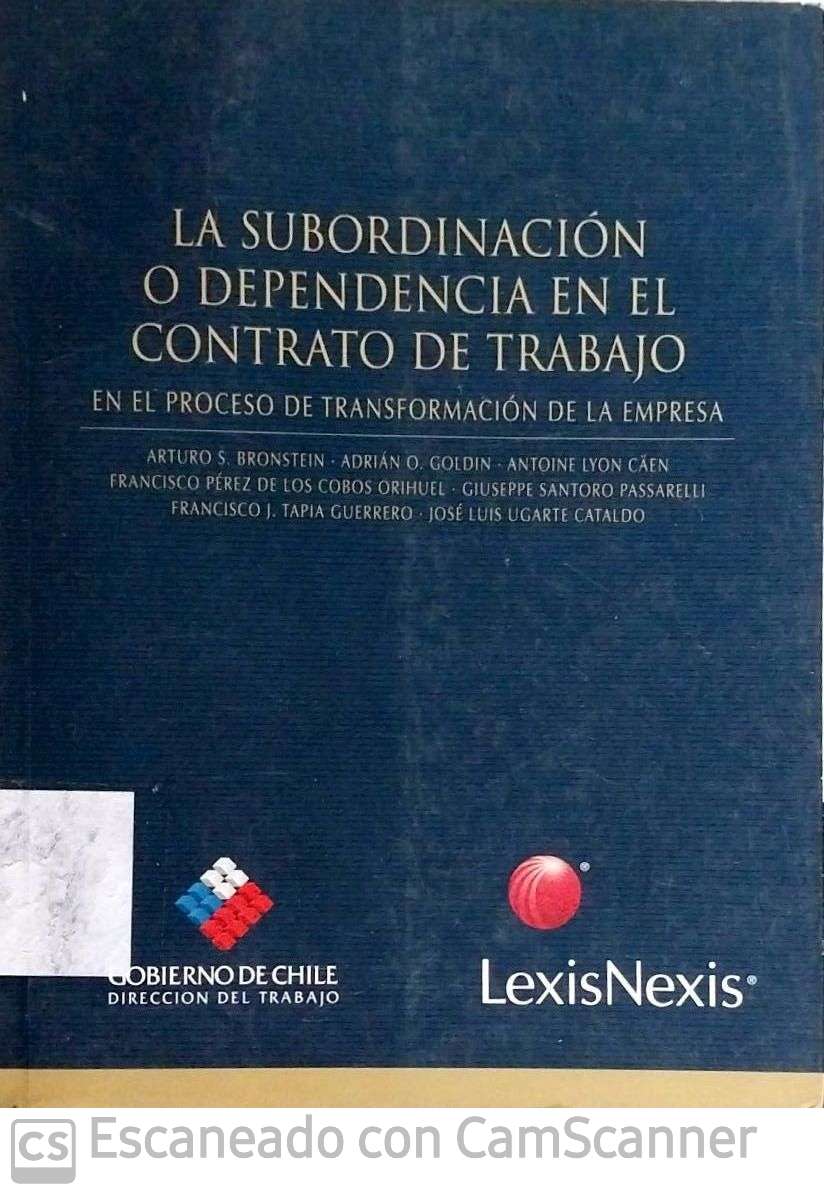 LA SUBORDINACIÓN
O DEPENDENCIA EN EL
CONTRATO DE TRABAJO
EN EL PROCESO DE TRANSFORMACIÓN DE LA EMPRESA
ARTURO S. BRONSTEIN · ADRIÁN O. GOLDIN · ANTOINE LYON CÄEN
FRANCISCO PÉREZ DE LOS COBOS ORIHUEL · GIUSEPPE SANTORO PASSARELLI
FRANCISCO J. TAPIA GUERRERO · JOSÉ LUIS UGARTE CATALDO
GOBIERNO DE CHILE
DIRECCION DEL TRABAJO
®
LexisNexis®
CS Escaneado con CamScanner